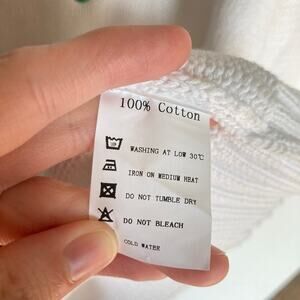 100% Cotton
WASHING AT LOW 30℃
IRON ON MEDIUM HEAT
DO NOT TUMBLE DRY
DO NOT BLEACH
COLD WATER